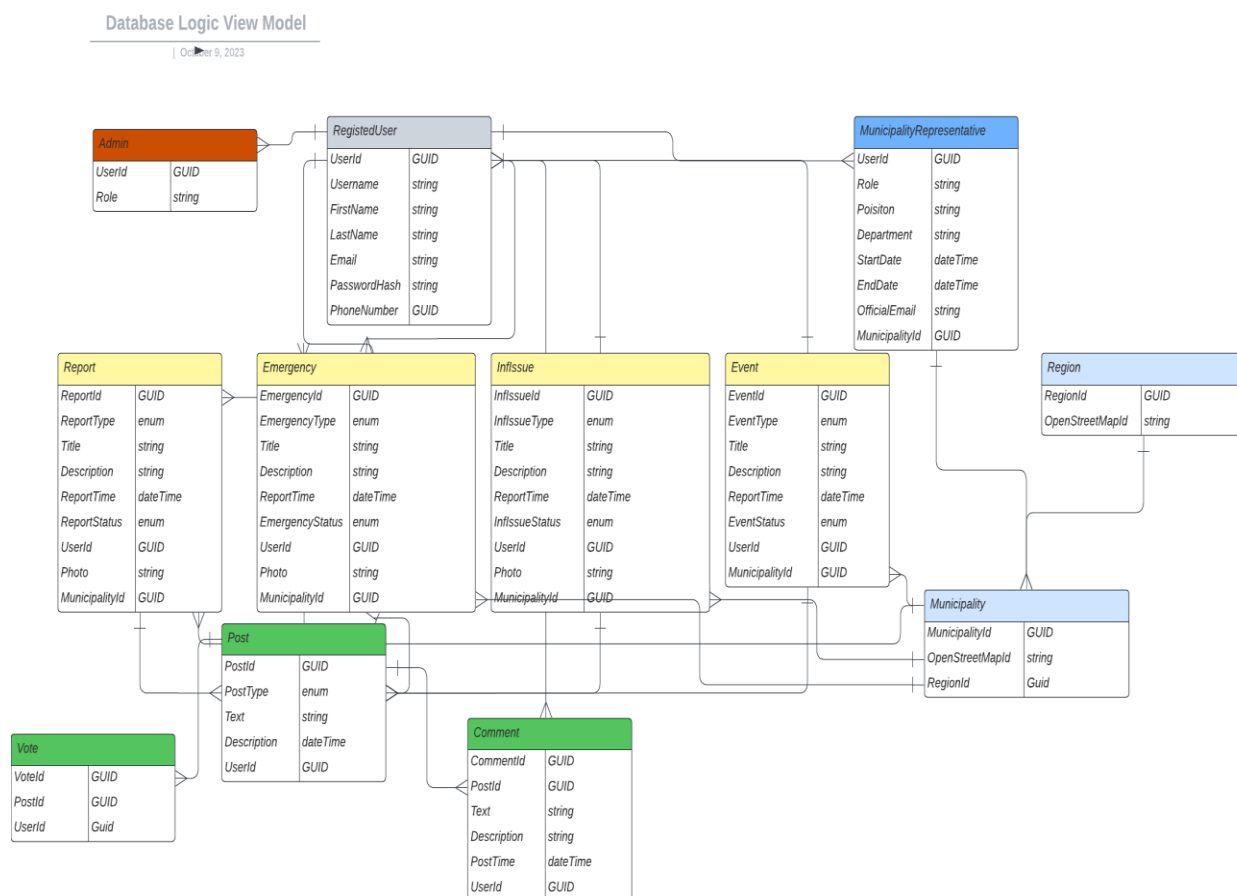 Database Logic View Model
| October 9, 2023
Admin
UserId GUID
Role string
RegistedUser
UserId GUID
Username string
FirstName string
LastName string
Email string
PasswordHash string
PhoneNumber GUID
MunicipalityRepresentative
UserId GUID
Role string
Poisiton string
Department string
StartDate dateTime
EndDate dateTime
OfficialEmail string
MunicipalityId GUID
Report
ReportId GUID
ReportType enum
Title string
Description string
ReportTime dateTime
ReportStatus enum
UserId GUID
Photo string
MunicipalityId GUID
Emergency
EmergencyId GUID
EmergencyType enum
Title string
Description string
ReportTime dateTime
EmergencyStatus enum
UserId GUID
Photo string
MunicipalityId GUID
InfIssue
InfIssueId GUID
InfIssueType enum
Title string
Description string
ReportTime dateTime
InfIssueStatus enum
UserId GUID
Photo string
MunicipalityId GUID
Event
EventId GUID
EventType enum
Title string
Description string
ReportTime dateTime
EventStatus enum
UserId GUID
MunicipalityId GUID
Region
RegionId GUID
OpenStreetMapId string
Municipality
MunicipalityId GUID
OpenStreetMapId string
RegionId Guid
Post
PostId GUID
PostType enum
Text string
Description dateTime
UserId GUID
Vote
VoteId GUID
PostId GUID
UserId Guid
Comment
CommentId GUID
PostId GUID
Text string
Description string
PostTime dateTime
UserId GUID